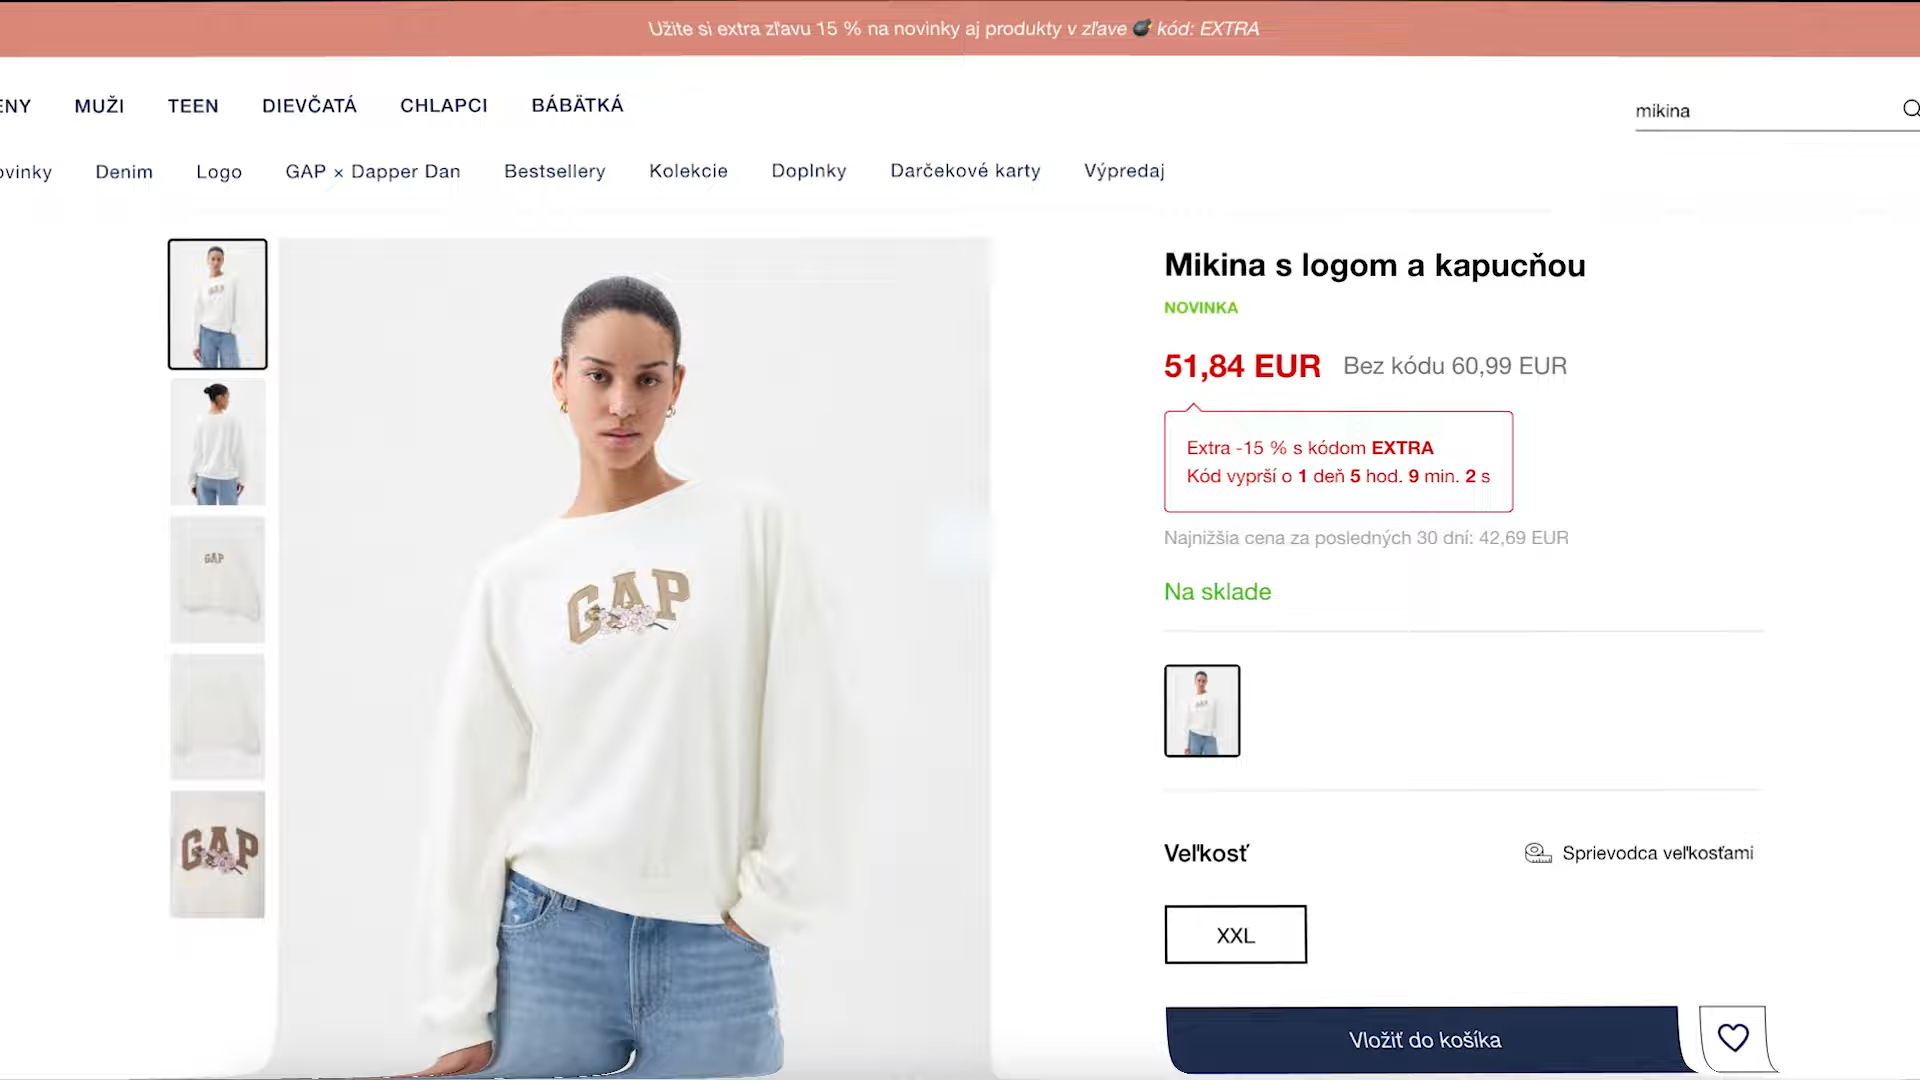 Užite si extra zľavu 15 % na novinky aj produkty v zľave 💣 kód: EXTRA
ENY MUŽI TEEN DIEVČATÁ CHLAPCI BÁBÄTKÁ
mikina
ovinky Denim Logo GAP × Dapper Dan Bestsellery Kolekcie Doplnky Darčekové karty Výpredaj
Mikina s logom a kapucňou
NOVINKA
51,84 EUR Bez kódu 60,99 EUR
Extra -15 % s kódom EXTRA
Kód vyprší o 1 deň 5 hod. 9 min. 2 s
Najnižšia cena za posledných 30 dní: 42,69 EUR
Na sklade
GAP
GAP
GAP
Veľkosť
Sprievodca veľkosťami
XXL
Vložiť do košíka